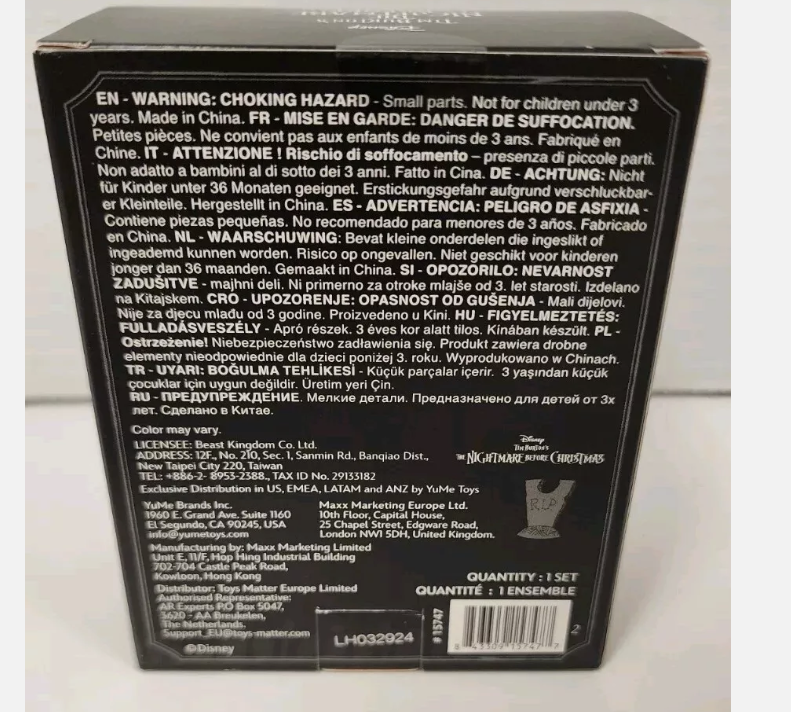 Disney
Tim Burton's
EN - WARNING: CHOKING HAZARD - Small parts. Not for children under 3
years. Made in China. FR - MISE EN GARDE: DANGER DE SUFFOCATION.
Petites pièces. Ne convient pas aux enfants de moins de 3 ans. Fabriqué en
Chine. IT - ATTENZIONE ! Rischio di soffocamento – presenza di piccole parti.
Non adatto a bambini al di sotto dei 3 anni. Fatto in Cina. DE - ACHTUNG: Nicht
für Kinder unter 36 Monaten geeignet. Erstickungsgefahr aufgrund verschluckbar-
er Kleinteile. Hergestellt in China. ES - ADVERTENCIA: PELIGRO DE ASFIXIA -
Contiene piezas pequeñas. No recomendado para menores de 3 años. Fabricado
en China. NL - WAARSCHUWING: Bevat kleine onderdelen die ingeslikt of
ingeademd kunnen worden. Risico op ongevallen. Niet geschikt voor kinderen
jonger dan 36 maanden. Gemaakt in China. SI - OPOZORILO: NEVARNOST
ZADUŠITVE - majhni deli. Ni primerno za otroke mlajše od 3. let starosti. Izdelano
na Kitajskem. CRO - UPOZORENJE: OPASNOST OD GUŠENJA - Mali dijelovi.
Nije za djecu mlađu od 3 godine. Proizvedeno u Kini. HU - FIGYELMEZTETÉS:
FULLADÁSVESZÉLY - Apró részek. 3 éves kor alatt tilos. Kínában készült. PL -
Ostrzeżenie! Niebezpieczeństwo zadławienia się. Produkt zawiera drobne
elementy nieodpowiednie dla dzieci poniżej 3. roku. Wyprodukowano w Chinach.
TR - UYARI: BOĞULMA TEHLİKESİ - Küçük parçalar içerir. 3 yaşından küçük
çocuklar için uygun değildir. Üretim yeri Çin.
RU - ПРЕДУПРЕЖДЕНИЕ. Мелкие детали. Предназначено для детей от 3х
лет. Сделано в Китае.
Color may vary.
LICENSEE: Beast Kingdom Co. Ltd.
ADDRESS: 12F., No. 210, Sec. 1, Sanmin Rd., Banqiao Dist.,
New Taipei City 220, Taiwan
TEL: +886-2- 8953-2388., TAX ID No. 29133182
Exclusive Distribution in US, EMEA, LATAM and ANZ by YuMe Toys
Disney
Tim Burton's
THE NIGHTMARE BEFORE CHRISTMAS
R.I.P
YuMe Brands Inc.
1960 E. Grand Ave. Suite 1160
El Segundo, CA 90245, USA
info@yumetoys.com
Maxx Marketing Europe Ltd.
10th Floor, Capital House,
25 Chapel Street, Edgware Road,
London NW1 5DH, United Kingdom.
Manufacturing by: Maxx Marketing Limited
Unit E, 11/F, Hop Hing Industrial Building
702-704 Castle Peak Road,
Kowloon, Hong Kong
Distributor: Toys Matter Europe Limited
Authorised Representative:
AR Experts P.O Box 5047,
3620 - AA Breukelen,
The Netherlands.
Support_EU@toys-matter.com
©Disney
QUANTITY : 1 SET
QUANTITÉ : 1 ENSEMBLE
LH032924
# 15747
8 43309 15747 2
2